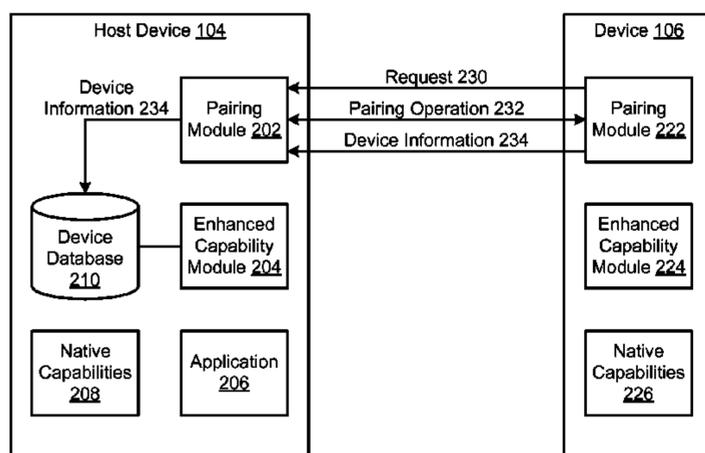 Host Device 104
Device 106
Device
Information 234
Pairing
Module 202
Request 230
Pairing Operation 232
Device Information 234
Pairing
Module 222
Device
Database
210
Enhanced
Capability
Module 204
Enhanced
Capability
Module 224
Native
Capabilities
208
Application
206
Native
Capabilities
226